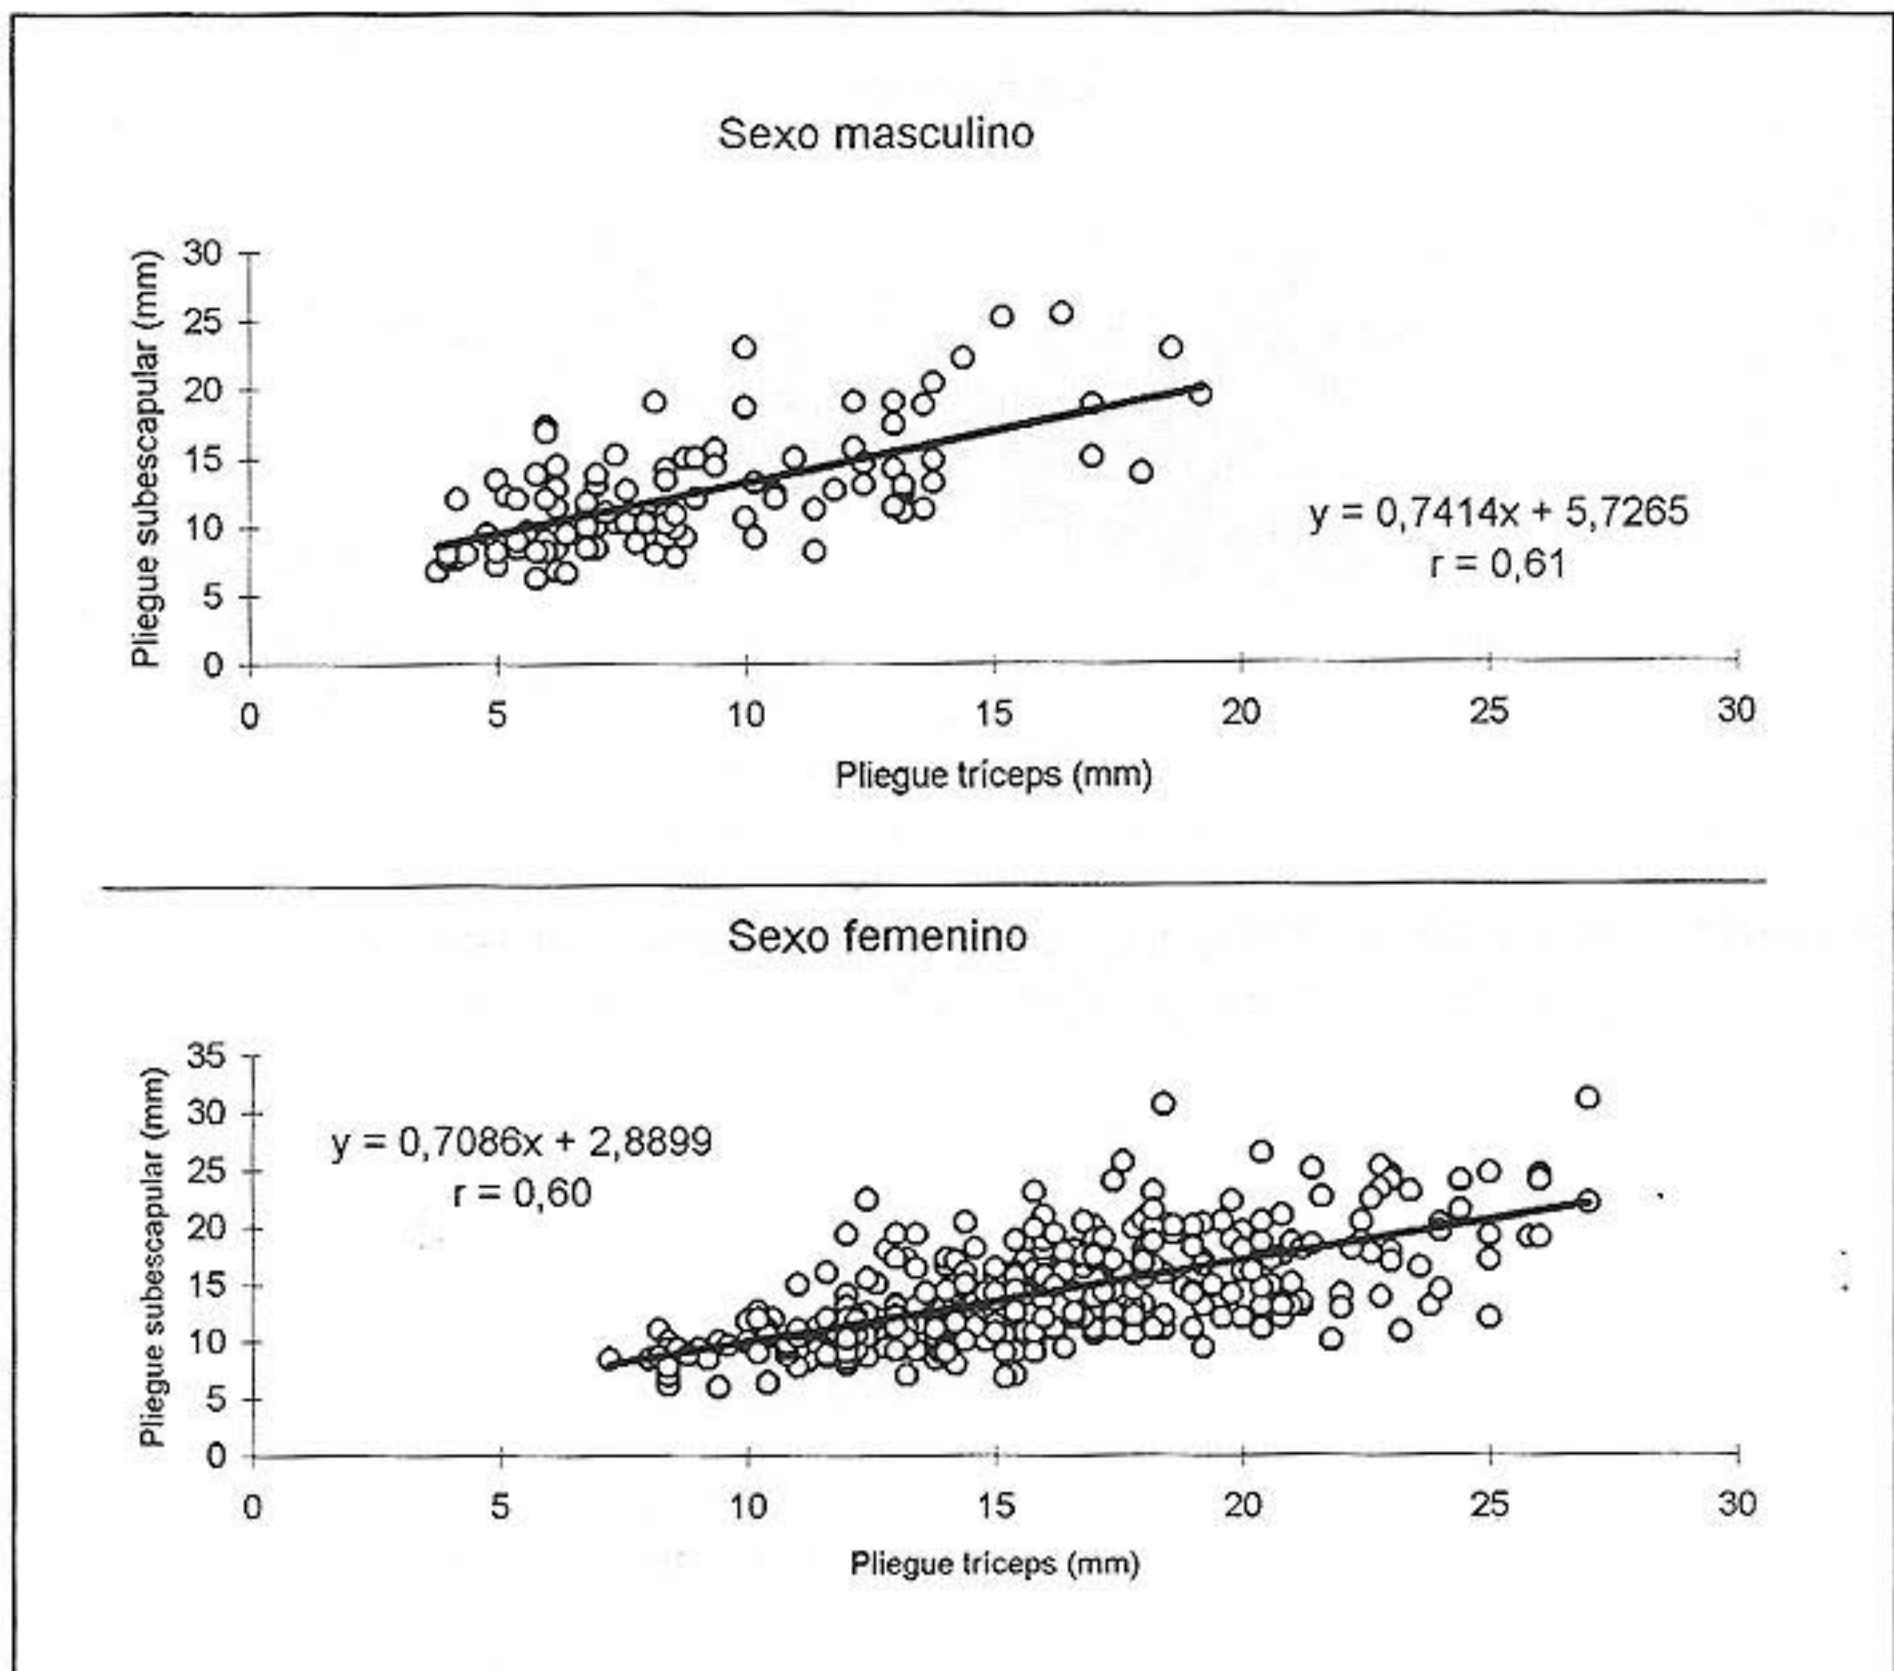 Sexo masculino
Pliegue subescapular (mm)
30
25
20
15
10
5
0
y = 0,7414x + 5,7265
r = 0,61
0 5 10 15 20 25 30
Pliegue tríceps (mm)
Sexo femenino
Pliegue subescapular (mm)
35
30
25
20
15
10
5
0
y = 0,7086x + 2,8899
r = 0,60
0 5 10 15 20 25 30
Pliegue tríceps (mm)